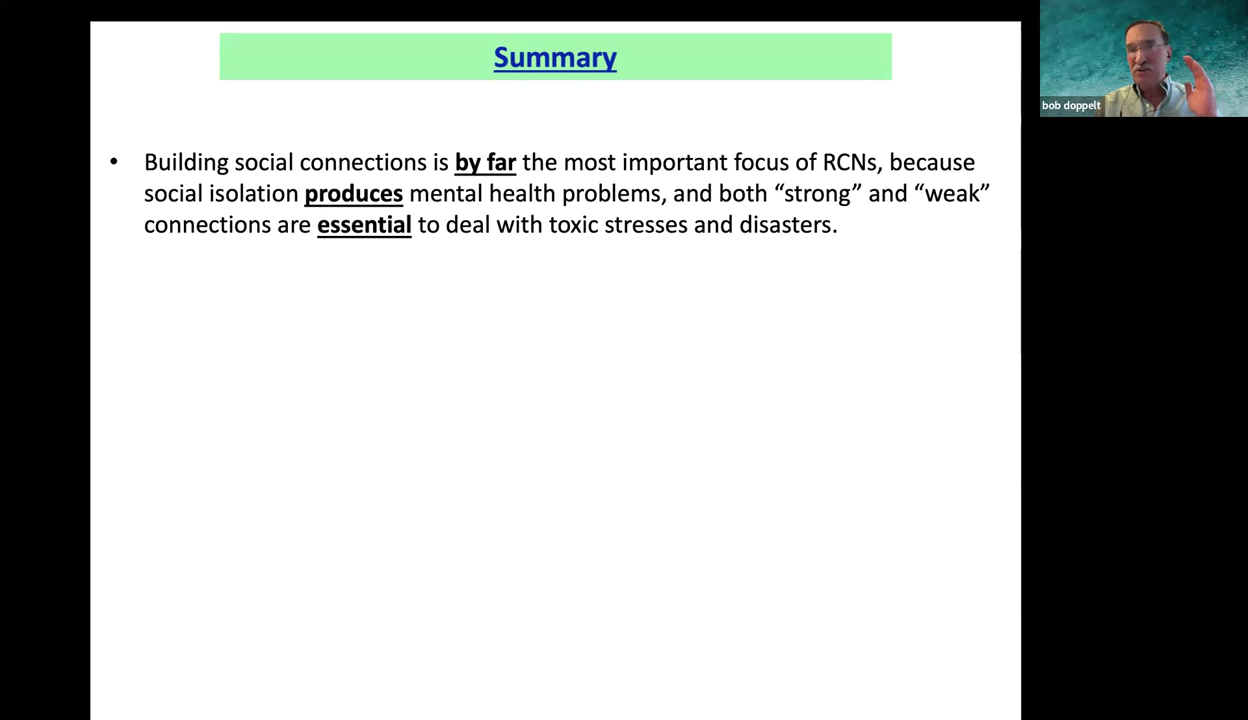 Summary
• Building social connections is by far the most important focus of RCNs, because
social isolation produces mental health problems, and both “strong” and “weak”
connections are essential to deal with toxic stresses and disasters.
bob doppelt